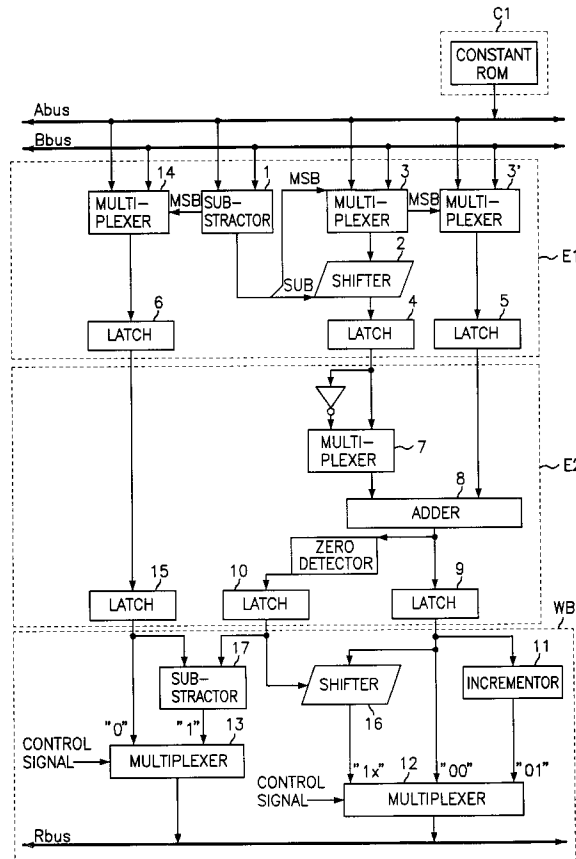 C1
CONSTANT
ROM
Abus
Bbus
14
1
3
3'
MULTI-
PLEXER
MSB
SUB-
STRACTOR
MSB
MULTI-
PLEXER
MSB
MULTI-
PLEXER
2
SUB
SHIFTER
E1
6
4
5
LATCH
LATCH
LATCH
MULTI-
PLEXER
7
E2
8
ADDER
ZERO
DETECTOR
15
10
9
LATCH
LATCH
LATCH
WB
17
11
SUB-
STRACTOR
SHIFTER
16
INCREMENTOR
"0"
"1"
13
CONTROL
SIGNAL
MULTIPLEXER
"1x"
12
"00"
"01"
CONTROL
SIGNAL
MULTIPLEXER
Rbus